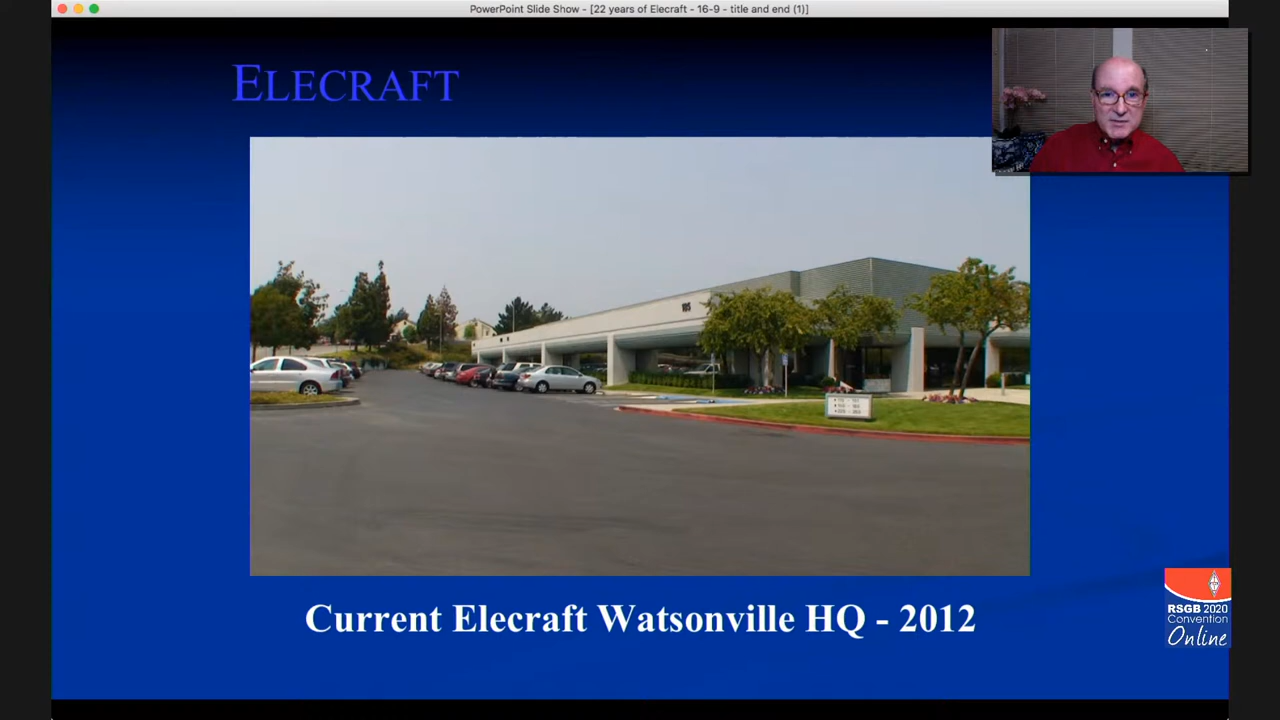 PowerPoint Slide Show - [22 years of Elecraft - 16-9 - title and end (1)]
ELECRAFT
Current Elecraft Watsonville HQ - 2012
RSGB 2020
Convention
Online